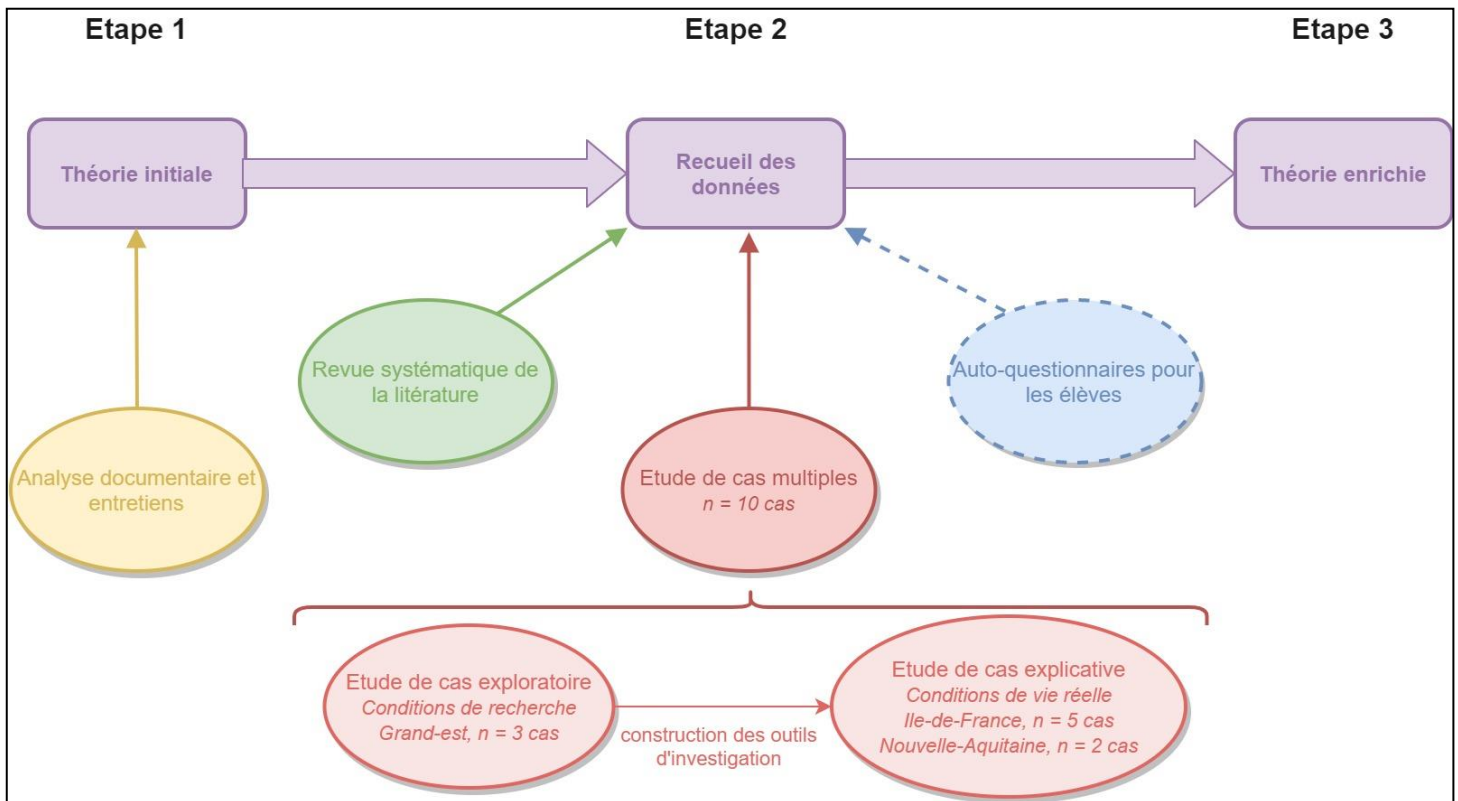 Etape 1
Etape 2
Etape 3
Théorie initiale
Recueil des
données
Théorie enrichie
Revue systématique de
la litérature
Auto-questionnaires pour
les élèves
Analyse documentaire et
entretiens
Etude de cas multiples
n = 10 cas
Etude de cas exploratoire
Conditions de recherche
Grand-est, n = 3 cas
construction des outils
d'investigation
Etude de cas explicative
Conditions de vie réelle
Ile-de-France, n = 5 cas
Nouvelle-Aquitaine, n = 2 cas